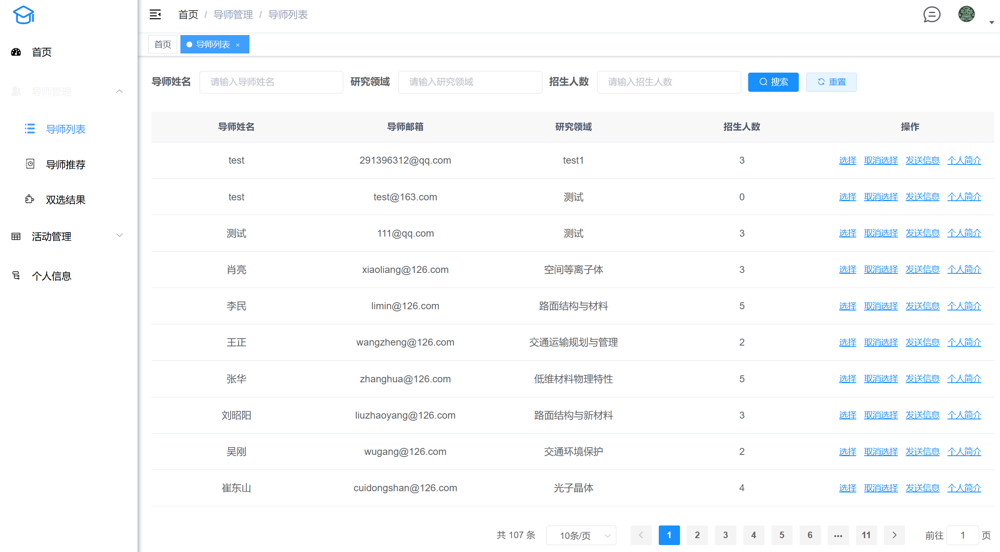 首页 / 导师管理 / 导师列表
首页
导师管理
导师列表
导师推荐
双选结果
活动管理
个人信息
首页 导师列表 ×
导师姓名 请输入导师姓名 研究领域 请输入研究领域 招生人数 请输入招生人数 搜索 重置
导师姓名 导师邮箱 研究领域 招生人数 操作
test 291396312@qq.com test1 3 选择 取消选择 发送信息 个人简介
test test@163.com 测试 0 选择 取消选择 发送信息 个人简介
测试 111@qq.com 测试 3 选择 取消选择 发送信息 个人简介
肖亮 xiaoliang@126.com 空间等离子体 3 选择 取消选择 发送信息 个人简介
李民 limin@126.com 路面结构与材料 5 选择 取消选择 发送信息 个人简介
王正 wangzheng@126.com 交通运输规划与管理 2 选择 取消选择 发送信息 个人简介
张华 zhanghua@126.com 低维材料物理特性 5 选择 取消选择 发送信息 个人简介
刘昭阳 liuzhaoyang@126.com 路面结构与新材料 3 选择 取消选择 发送信息 个人简介
吴刚 wugang@126.com 交通环境保护 2 选择 取消选择 发送信息 个人简介
崔东山 cuidongshan@126.com 光子晶体 4 选择 取消选择 发送信息 个人简介
共 107 条 10条/页 1 2 3 4 5 6 ... 11 前往 1 页